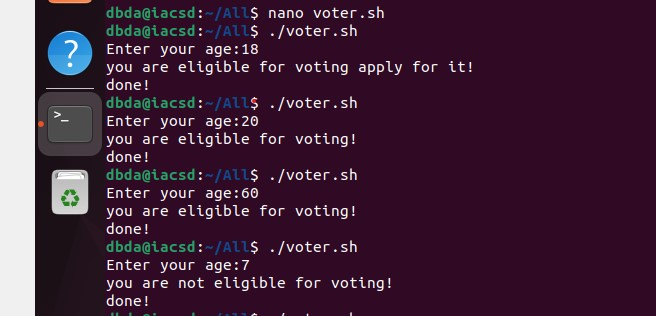 dbda@iacsd:~/All$ nano voter.sh
dbda@iacsd:~/All$ ./voter.sh
Enter your age:18
you are eligible for voting apply for it!
done!
dbda@iacsd:~/All$ ./voter.sh
Enter your age:20
you are eligible for voting!
done!
dbda@iacsd:~/All$ ./voter.sh
Enter your age:60
you are eligible for voting!
done!
dbda@iacsd:~/All$ ./voter.sh
Enter your age:7
you are not eligible for voting!
done!